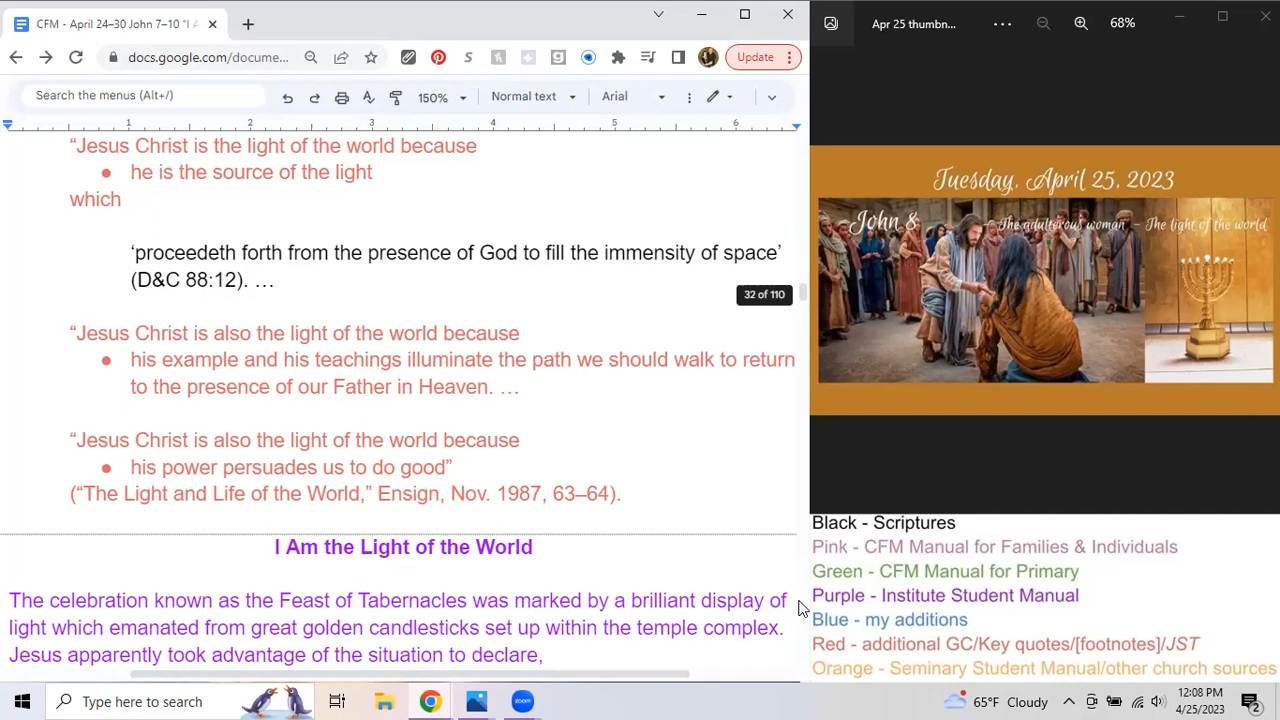 CFM - April 24–30 John 7–10 “I A
docs.google.com/docume...
Update
Search the menus (Alt+/)
150%
Normal text
Arial
1 2 3 4 5 6
“Jesus Christ is the light of the world because
● he is the source of the light
which
‘proceedeth forth from the presence of God to fill the immensity of space’
(D&C 88:12). …
32 of 110
“Jesus Christ is also the light of the world because
● his example and his teachings illuminate the path we should walk to return
to the presence of our Father in Heaven. …
“Jesus Christ is also the light of the world because
● his power persuades us to do good”
(“The Light and Life of the World,” Ensign, Nov. 1987, 63–64).
I Am the Light of the World
The celebration known as the Feast of Tabernacles was marked by a brilliant display of
light which emanated from great golden candlesticks set up within the temple complex.
Jesus apparently took advantage of the situation to declare,
Apr 25 thumbn...
68%
Tuesday, April 25, 2023
John 8 - The adulterous woman - The light of the world
Black - Scriptures
Pink - CFM Manual for Families & Individuals
Green - CFM Manual for Primary
Purple - Institute Student Manual
Blue - my additions
Red - additional GC/Key quotes/[footnotes]/JST
Orange - Seminary Student Manual/other church sources
Type here to search
zoom
65°F Cloudy
12:08 PM
4/25/2023
2